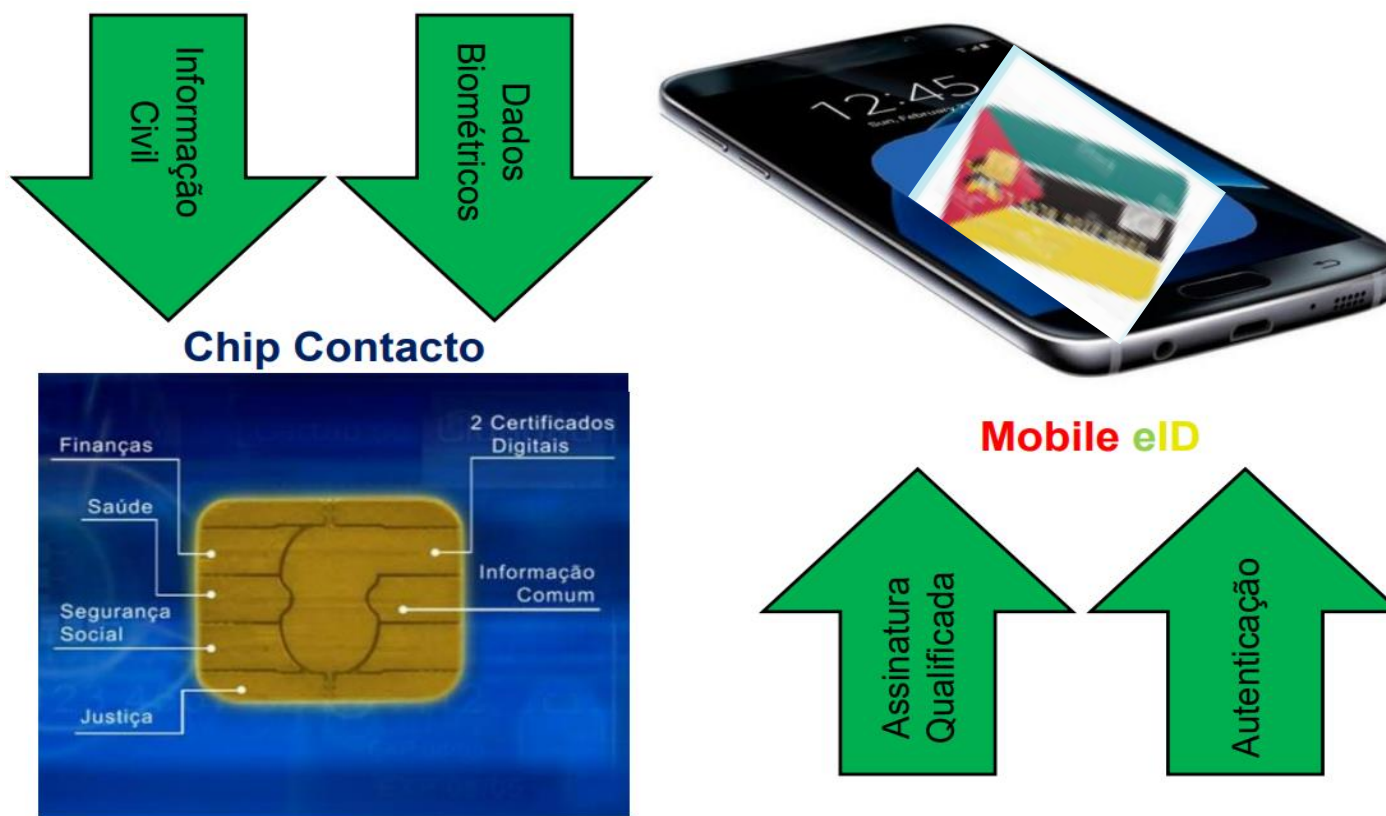 Informação
Civil
Dados
Biométricos
12:45
Chip Contacto
Finanças
Saúde
Segurança
Social
Justiça
2 Certificados
Digitais
Informação
Comum
Mobile eID
Assinatura
Qualificada
Autenticação